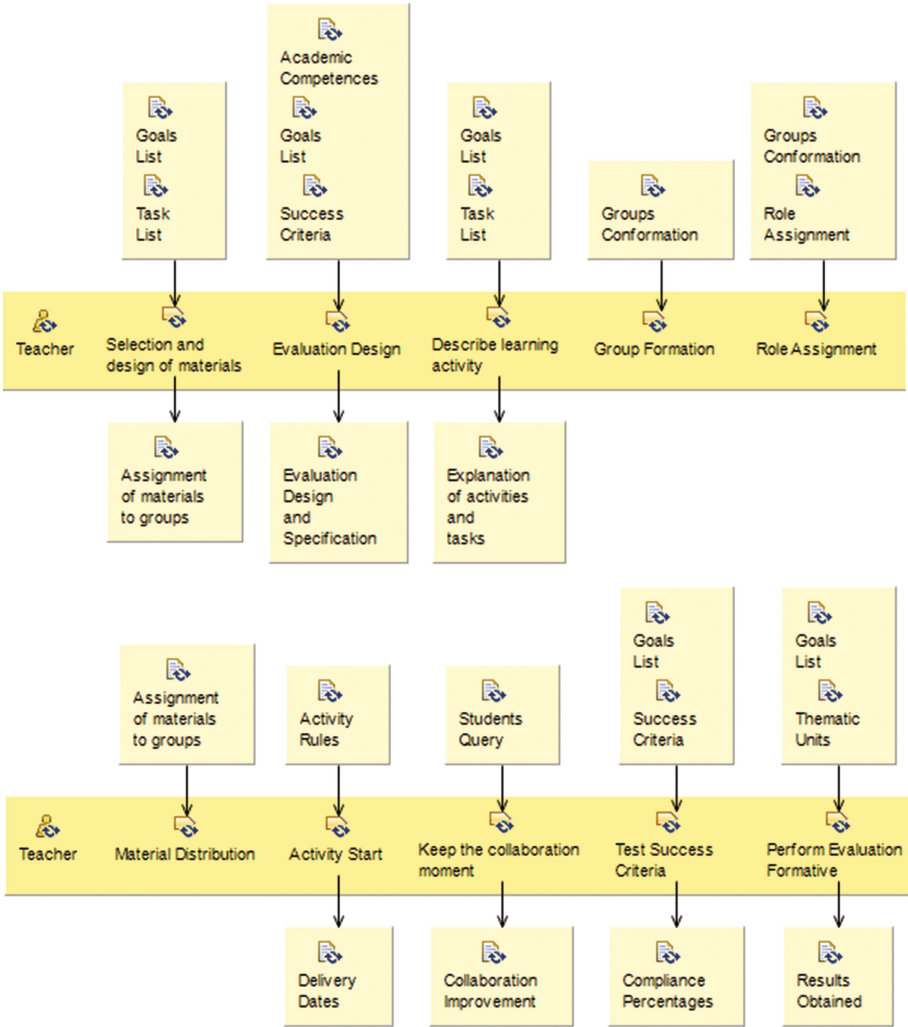 Academic
Competences
Goals
List
Success
Criteria
Goals
List
Task
List
Goals
List
Task
List
Groups
Conformation
Groups
Conformation
Role
Assignment
Teacher
Selection and
design of materials
Evaluation Design
Describe learning
activity
Group Formation
Role Assignment
Assignment
of materials
to groups
Evaluation
Design
and
Specification
Explanation
of activities
and
tasks
Assignment
of materials
to groups
Activity
Rules
Students
Query
Goals
List
Success
Criteria
Goals
List
Thematic
Units
Teacher
Material Distribution
Activity Start
Keep the collaboration
moment
Test Success
Criteria
Perform Evaluation
Formative
Delivery
Dates
Collaboration
Improvement
Compliance
Percentages
Results
Obtained